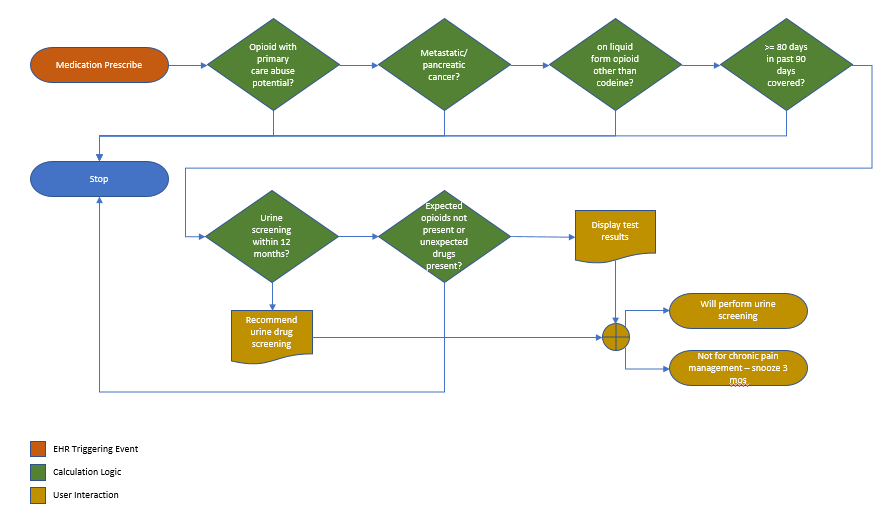 Medication Prescribe
Opioid with
primary
care abuse
potential?
Metastatic/
pancreatic
cancer?
on liquid
form opioid
other than
codeine?
>= 80 days
in past 90
days
covered?
Stop
Urine
screening
within 12
months?
Expected
opioids not
present or
unexpected
drugs
present?
Display test
results
Recommend
urine drug
screening
Will perform urine
screening
Not for chronic pain
management – snooze 3
mos
EHR Triggering Event
Calculation Logic
User Interaction